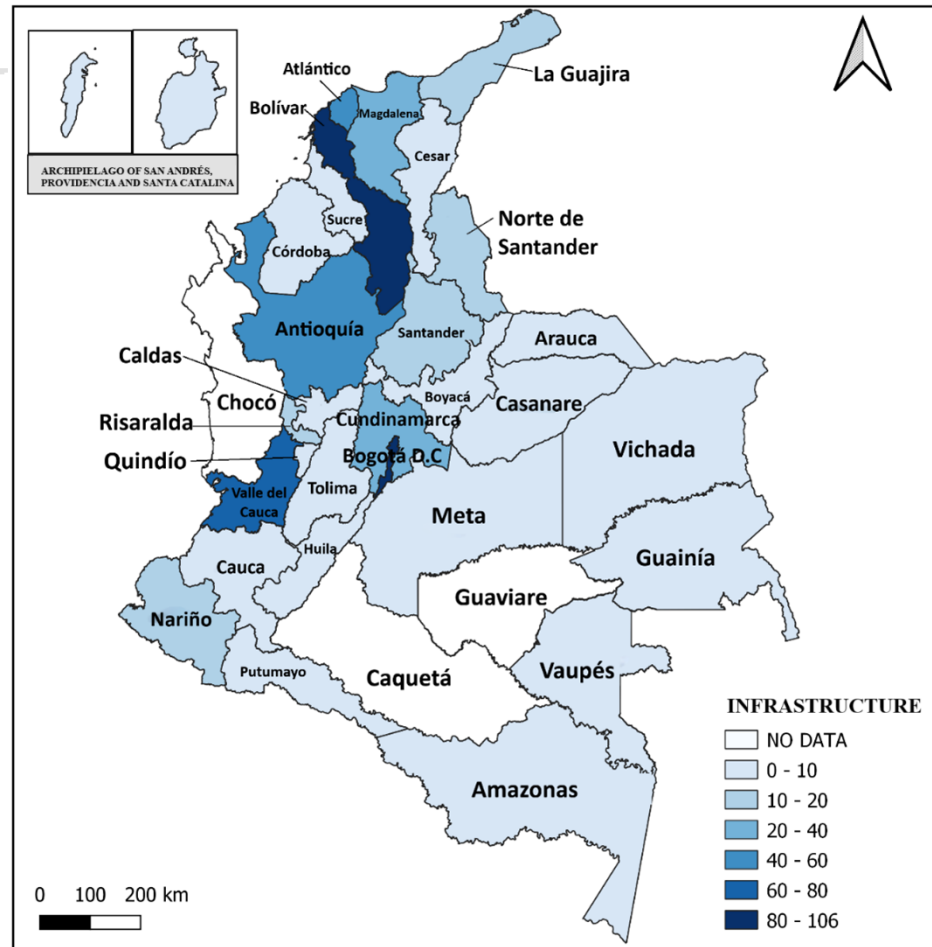 La Guajira
Atlántico
Bolívar
Magdalena
Cesar
ARCHIPIELAGO OF SAN ANDRÉS,
PROVIDENCIA AND SANTA CATALINA
Sucre
Norte de
Santander
Córdoba
Antioquía
Santander
Arauca
Caldas
Boyacá
Chocó
Casanare
Risaralda
Cundinamarca
Quindío
Bogotá D.C
Vichada
Valle del
Cauca
Tolima
Meta
Huila
Guainía
Cauca
Guaviare
Nariño
Putumayo
Caquetá
Vaupés
Amazonas
INFRASTRUCTURE
NO DATA
0 - 10
10 - 20
20 - 40
40 - 60
60 - 80
80 - 106
0 100 200 km